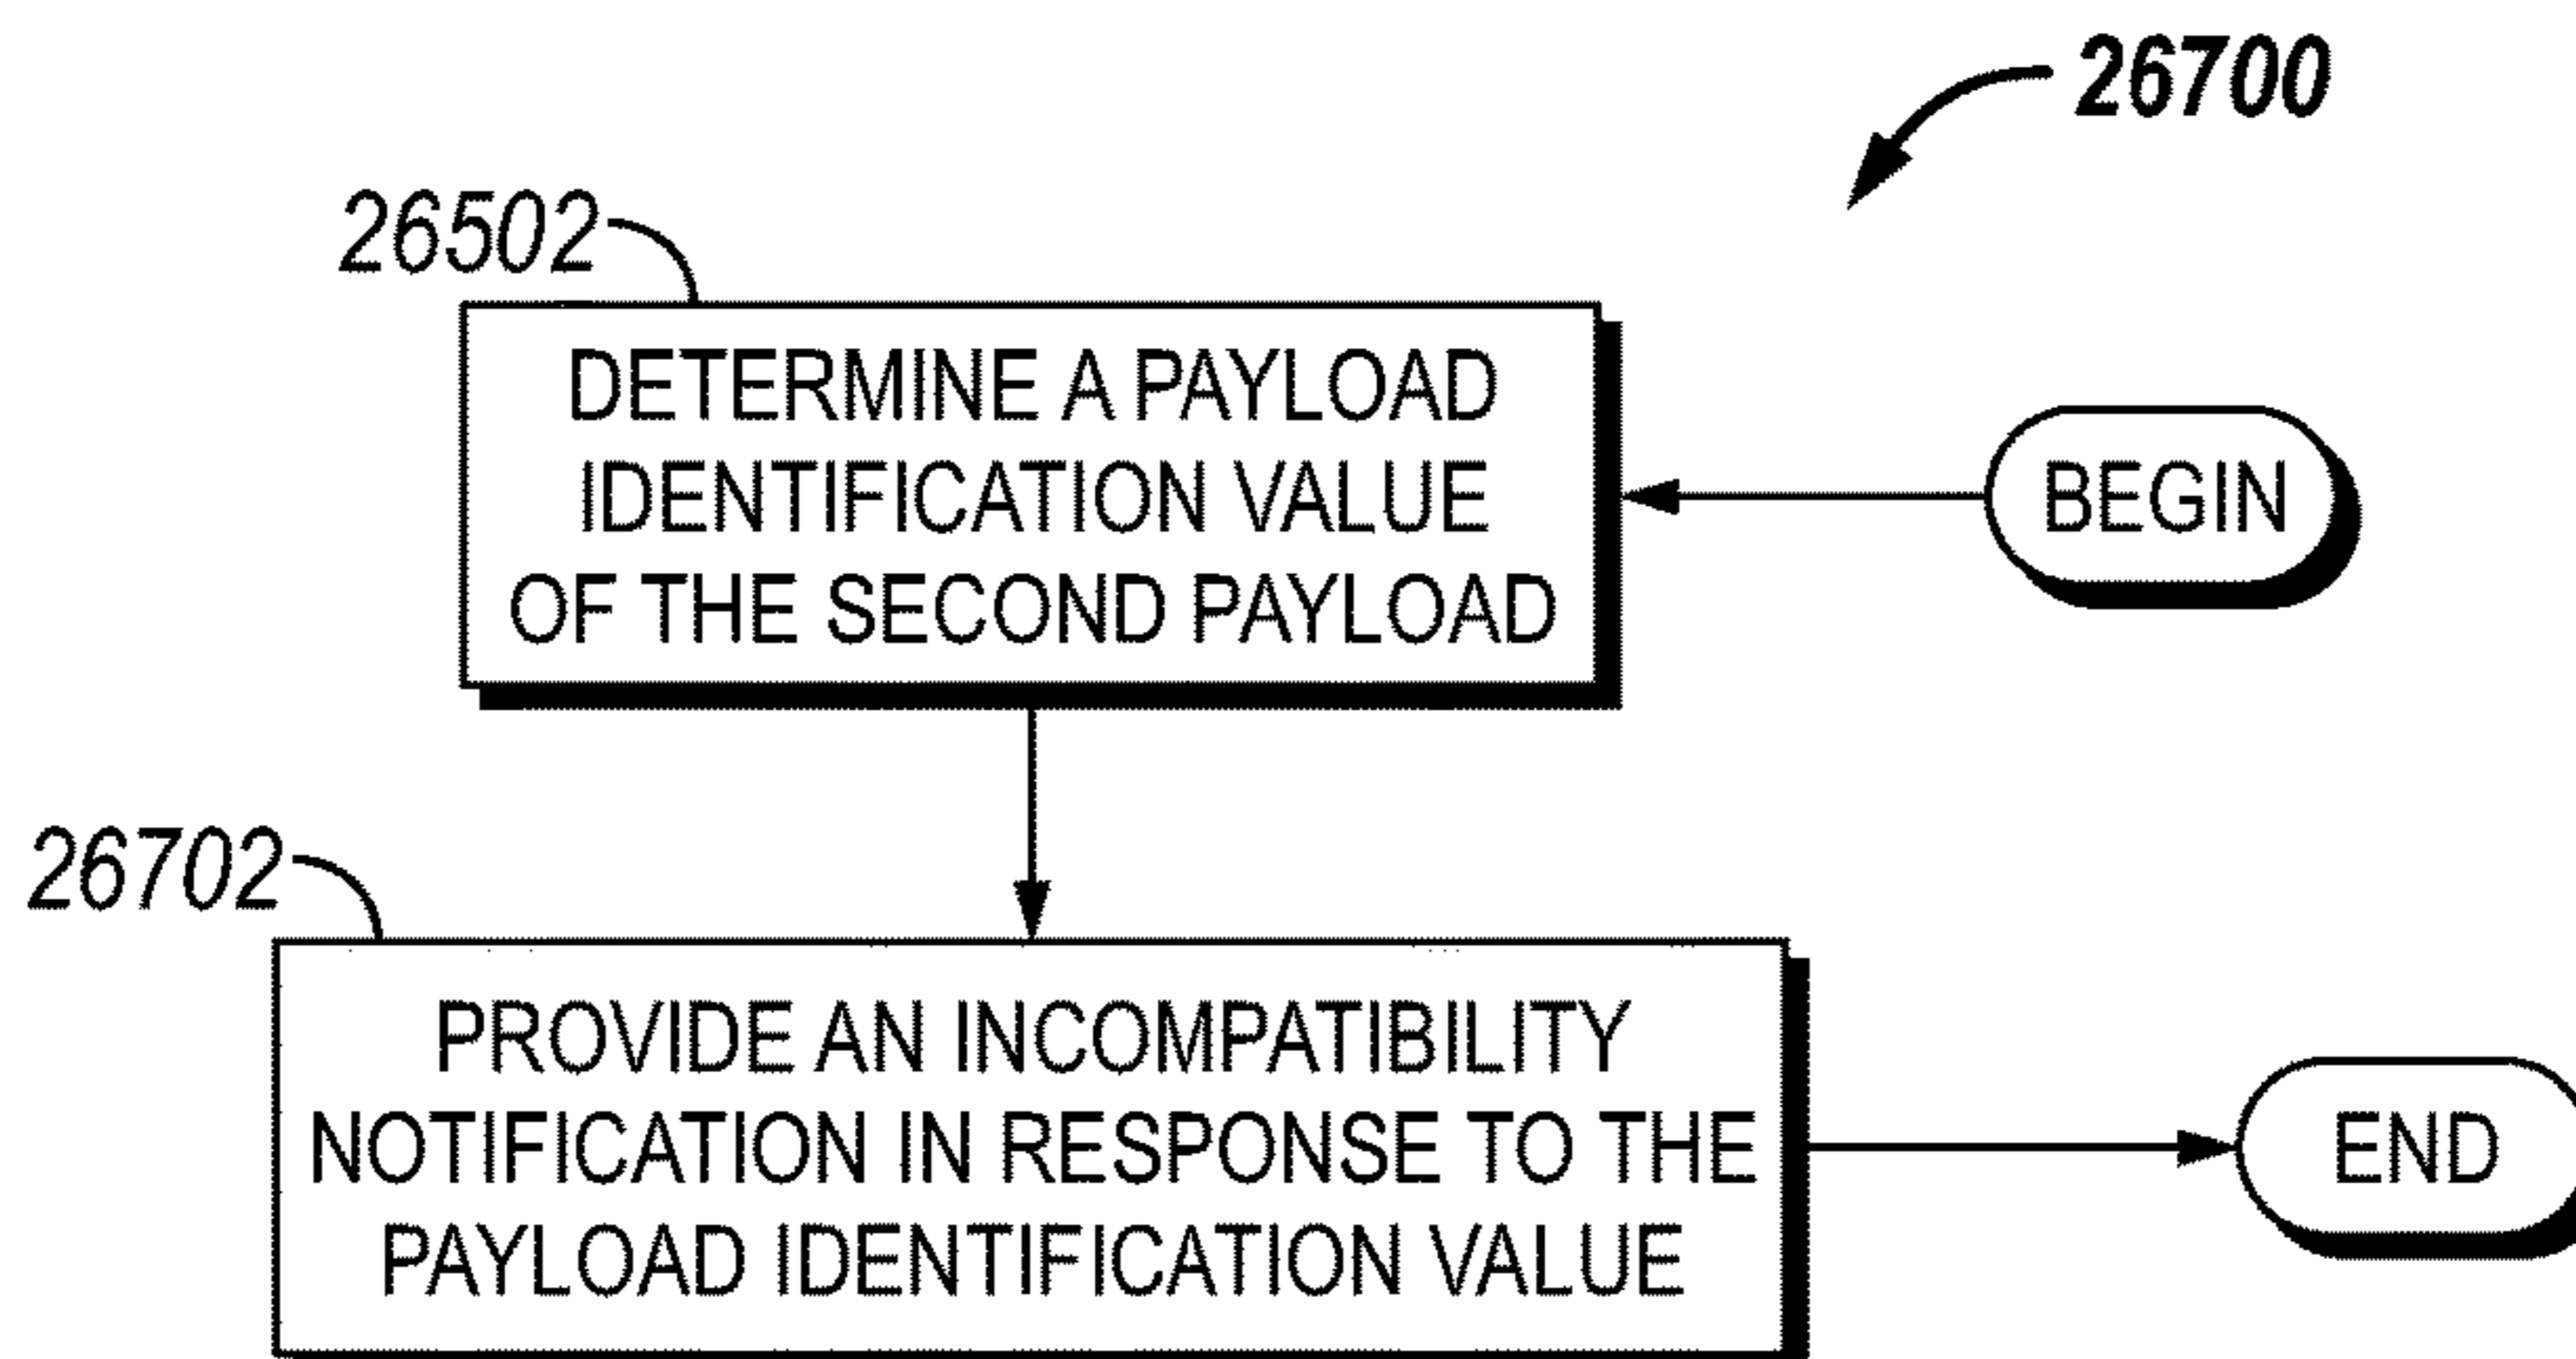 26700
26502
DETERMINE A PAYLOAD
IDENTIFICATION VALUE
OF THE SECOND PAYLOAD
BEGIN
26702
PROVIDE AN INCOMPATIBILITY
NOTIFICATION IN RESPONSE TO THE
PAYLOAD IDENTIFICATION VALUE
END